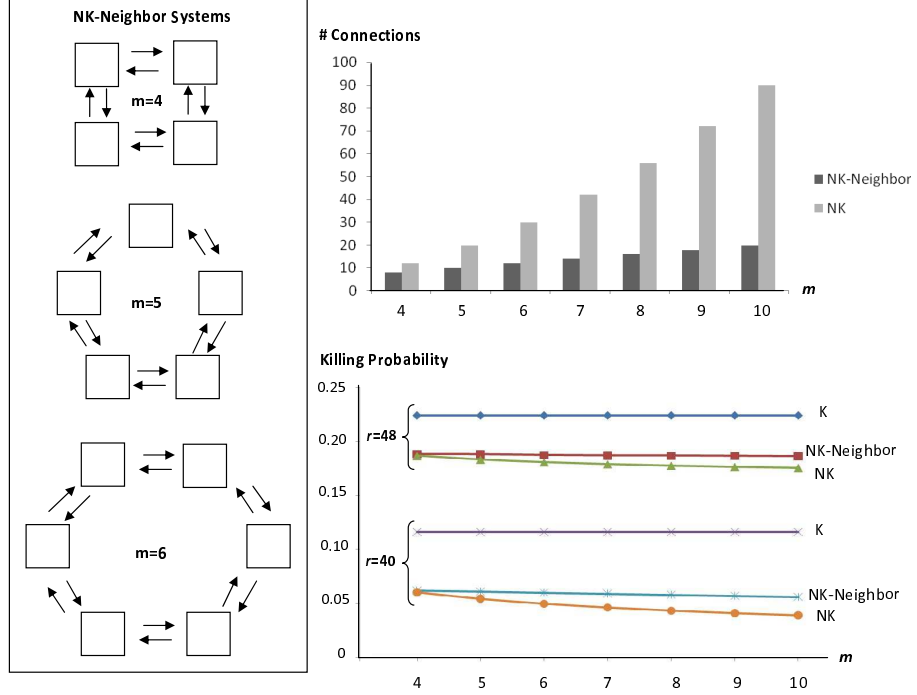 NK-Neighbor Systems
m=4
m=5
m=6
# Connections
100
90
80
70
60
50
40
30
20
10
0
4 5 6 7 8 9 10
m
NK-Neighbor
NK
Killing Probability
0.25
0.20
0.15
0.10
0.05
0
r=48
K
NK-Neighbor
NK
r=40
K
NK-Neighbor
NK
m
4 5 6 7 8 9 10